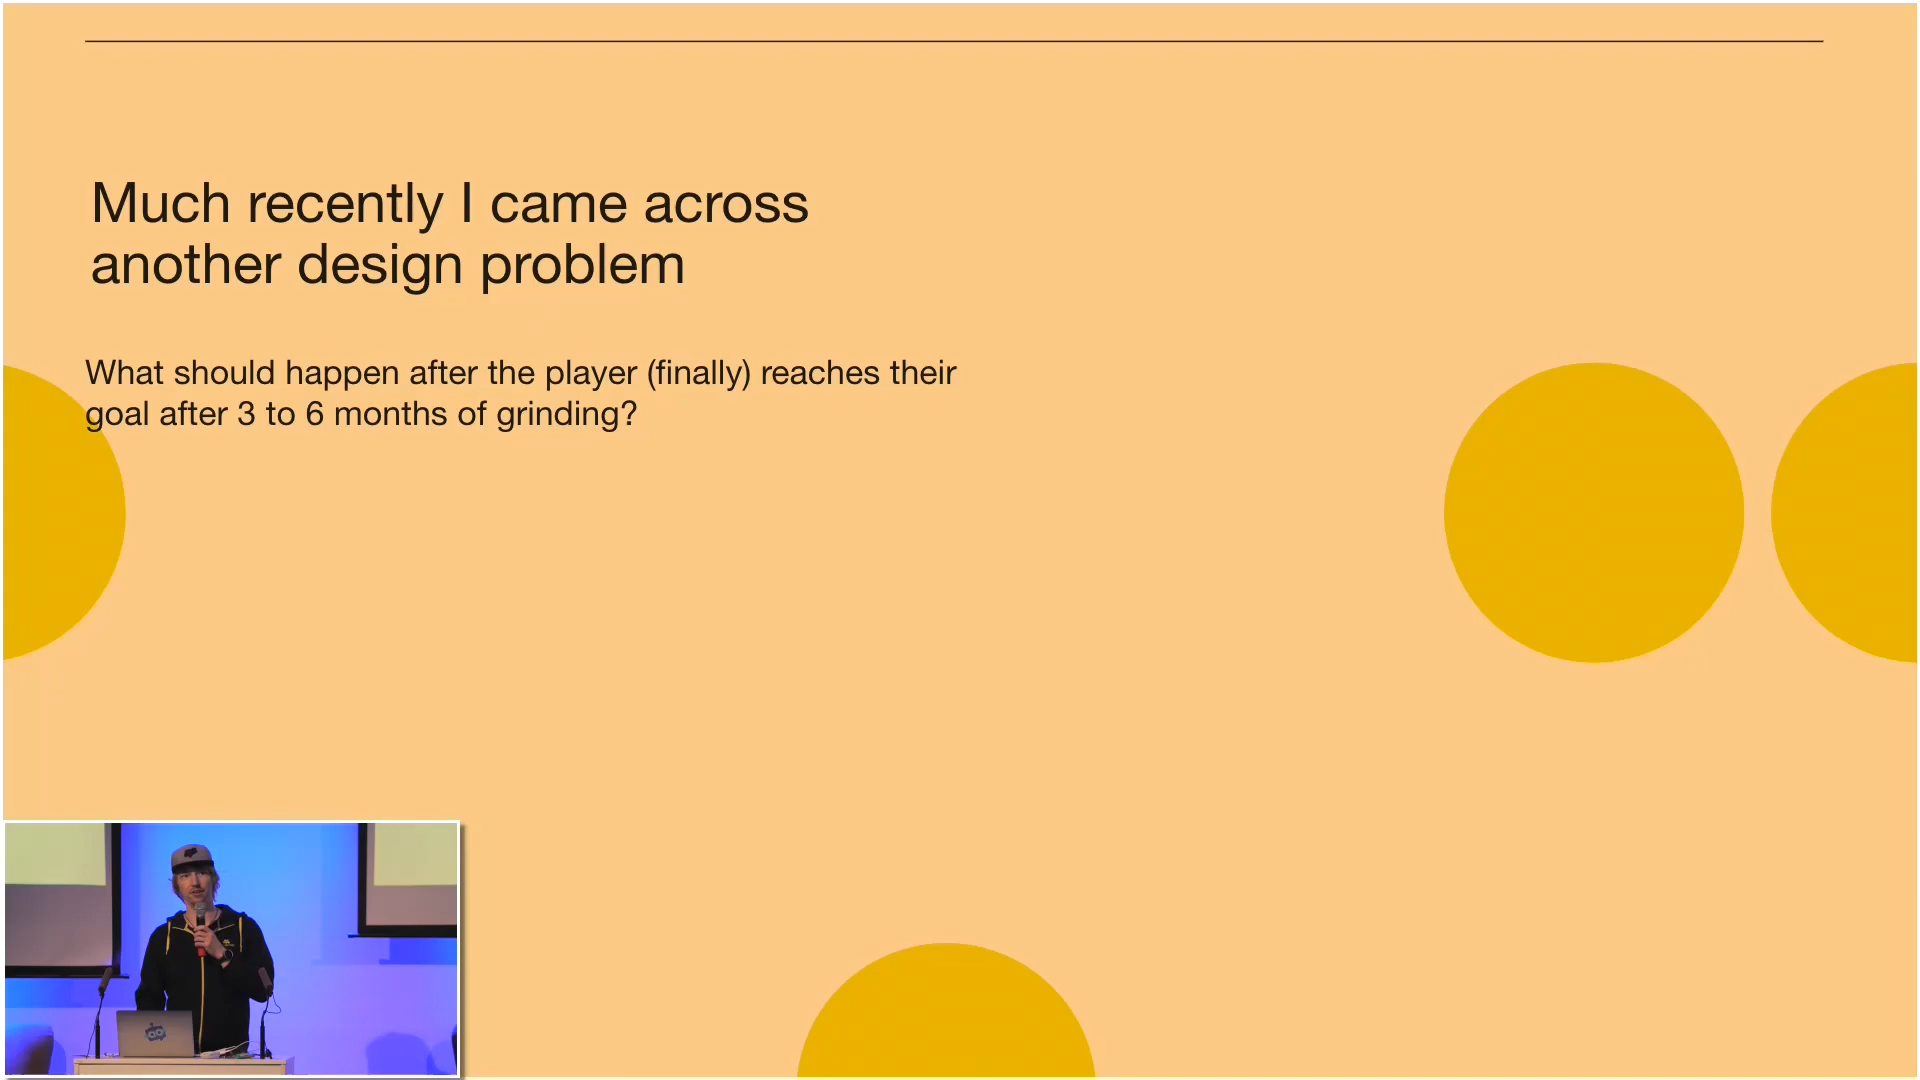 Much recently I came across
another design problem
What should happen after the player (finally) reaches their
goal after 3 to 6 months of grinding?